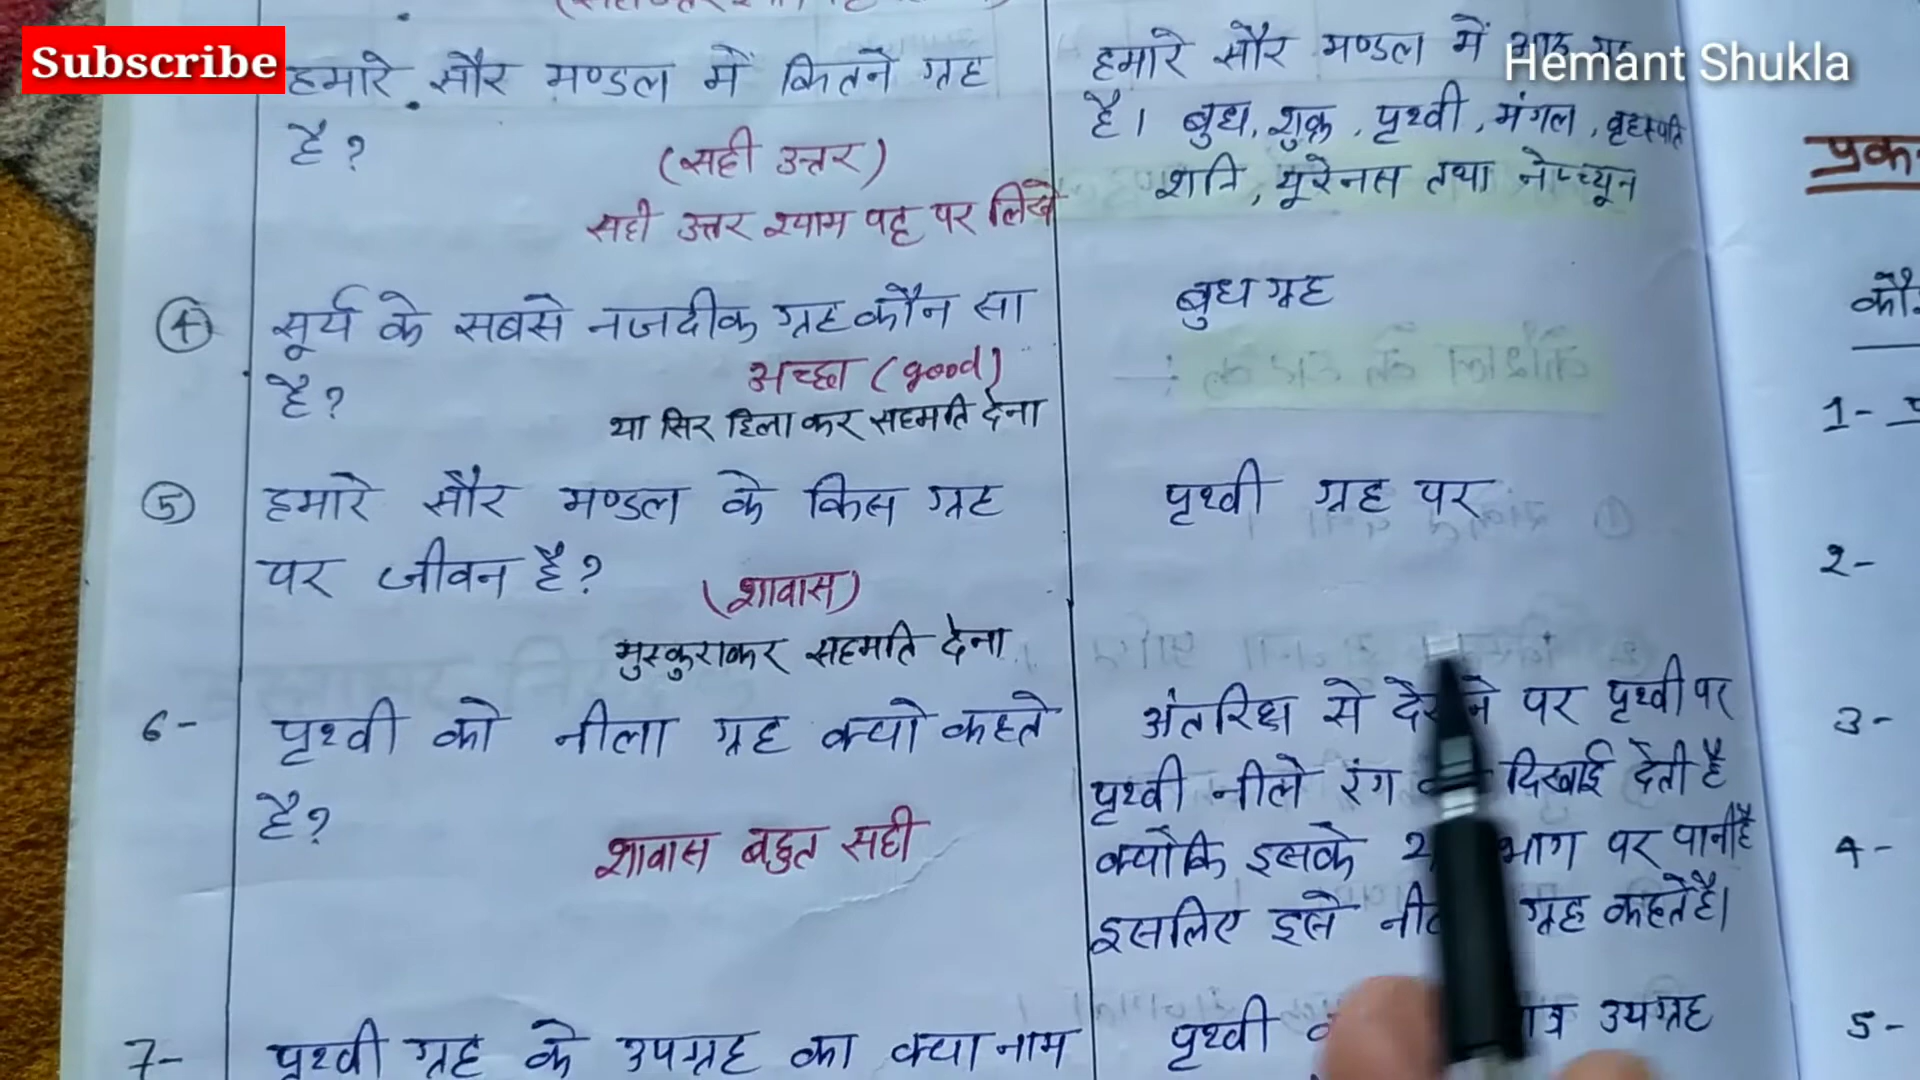 Subscribe
Hemant Shukla
हमारे सौर मण्डल में कितने ग्रह
है?
(सही उत्तर)
सही उत्तर श्याम पट्ट पर लिखे
हमारे सौर मण्डल में
है। बुध, शुक्र, पृथ्वी, मंगल, बृहस्पति
शनि, यूरेनस तथा नेप्च्यून
④ सूर्य के सबसे नजदीक ग्रह कौन सा
है?
अच्छा (good)
या सिर हिला कर सहमति देना
बुध ग्रह
⑤ हमारे सौर मण्डल के किस ग्रह
पर जीवन है?
(शावास)
मुस्कुराकर सहमति देना
पृथ्वी ग्रह पर
6- पृथ्वी को नीला ग्रह क्यो कहते
है?
शावास बहुत सही
अंतरिक्ष से पर पृथ्वी पर
पृथ्वी नीले रंग दिखाई देती है
क्योकि इसके भाग पर पानी है
इसलिए इसे ग्रह कहते है।
7- पृथ्वी ग्रह के उपग्रह का क्या नाम
पृथ्वी उपग्रह
1-
2-
3-
4-
5-